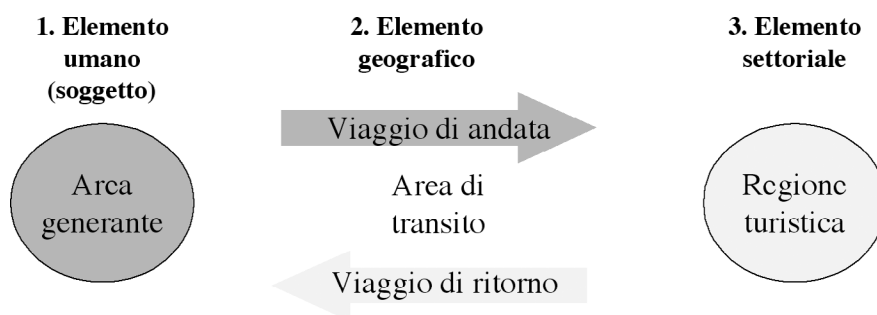 1. Elemento
umano
(soggetto)
2. Elemento
geografico
3. Elemento
settoriale
Viaggio di andata
Area
generante
Area di
transito
Regione
turistica
Viaggio di ritorno